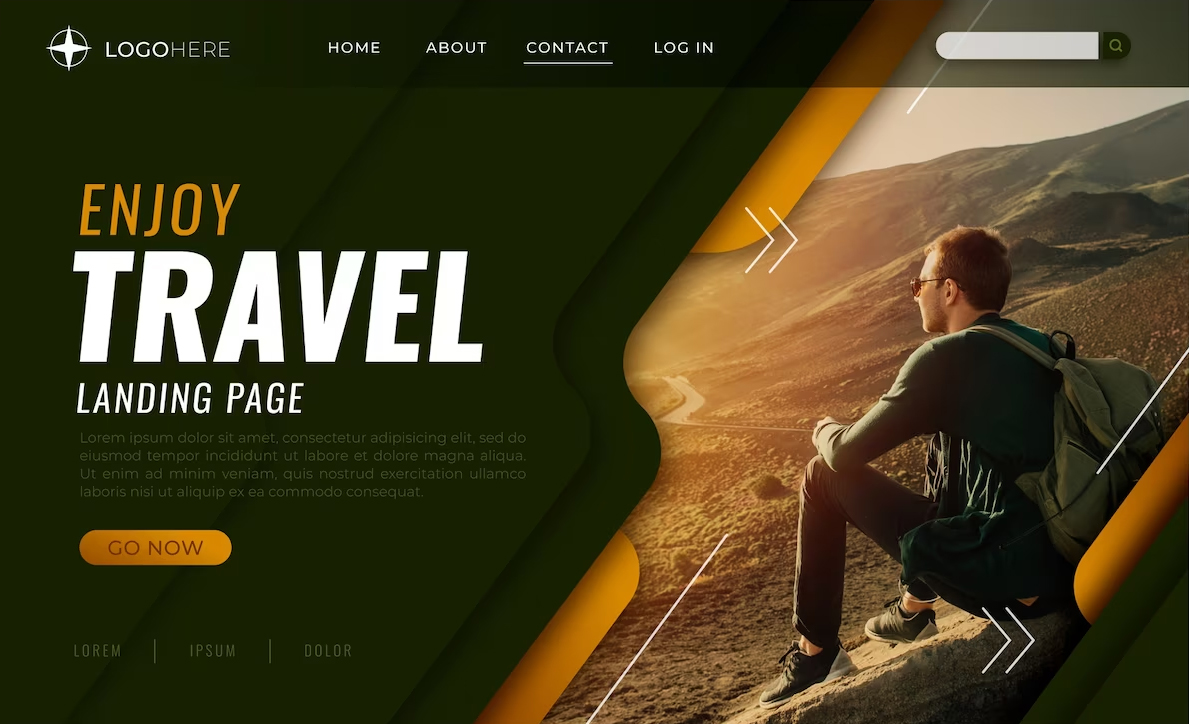 LOGOHERE
HOME
ABOUT
CONTACT
LOG IN
ENJOY
TRAVEL
LANDING PAGE
Lorem ipsum dolor sit amet, consectetur adipisicing elit, sed do
eiusmod tempor incididunt ut labore et dolore magna aliqua.
Ut enim ad minim veniam, quis nostrud exercitation ullamco
laboris nisi ut aliquip ex ea commodo consequat.
GO NOW
LOREM
IPSUM
DOLOR